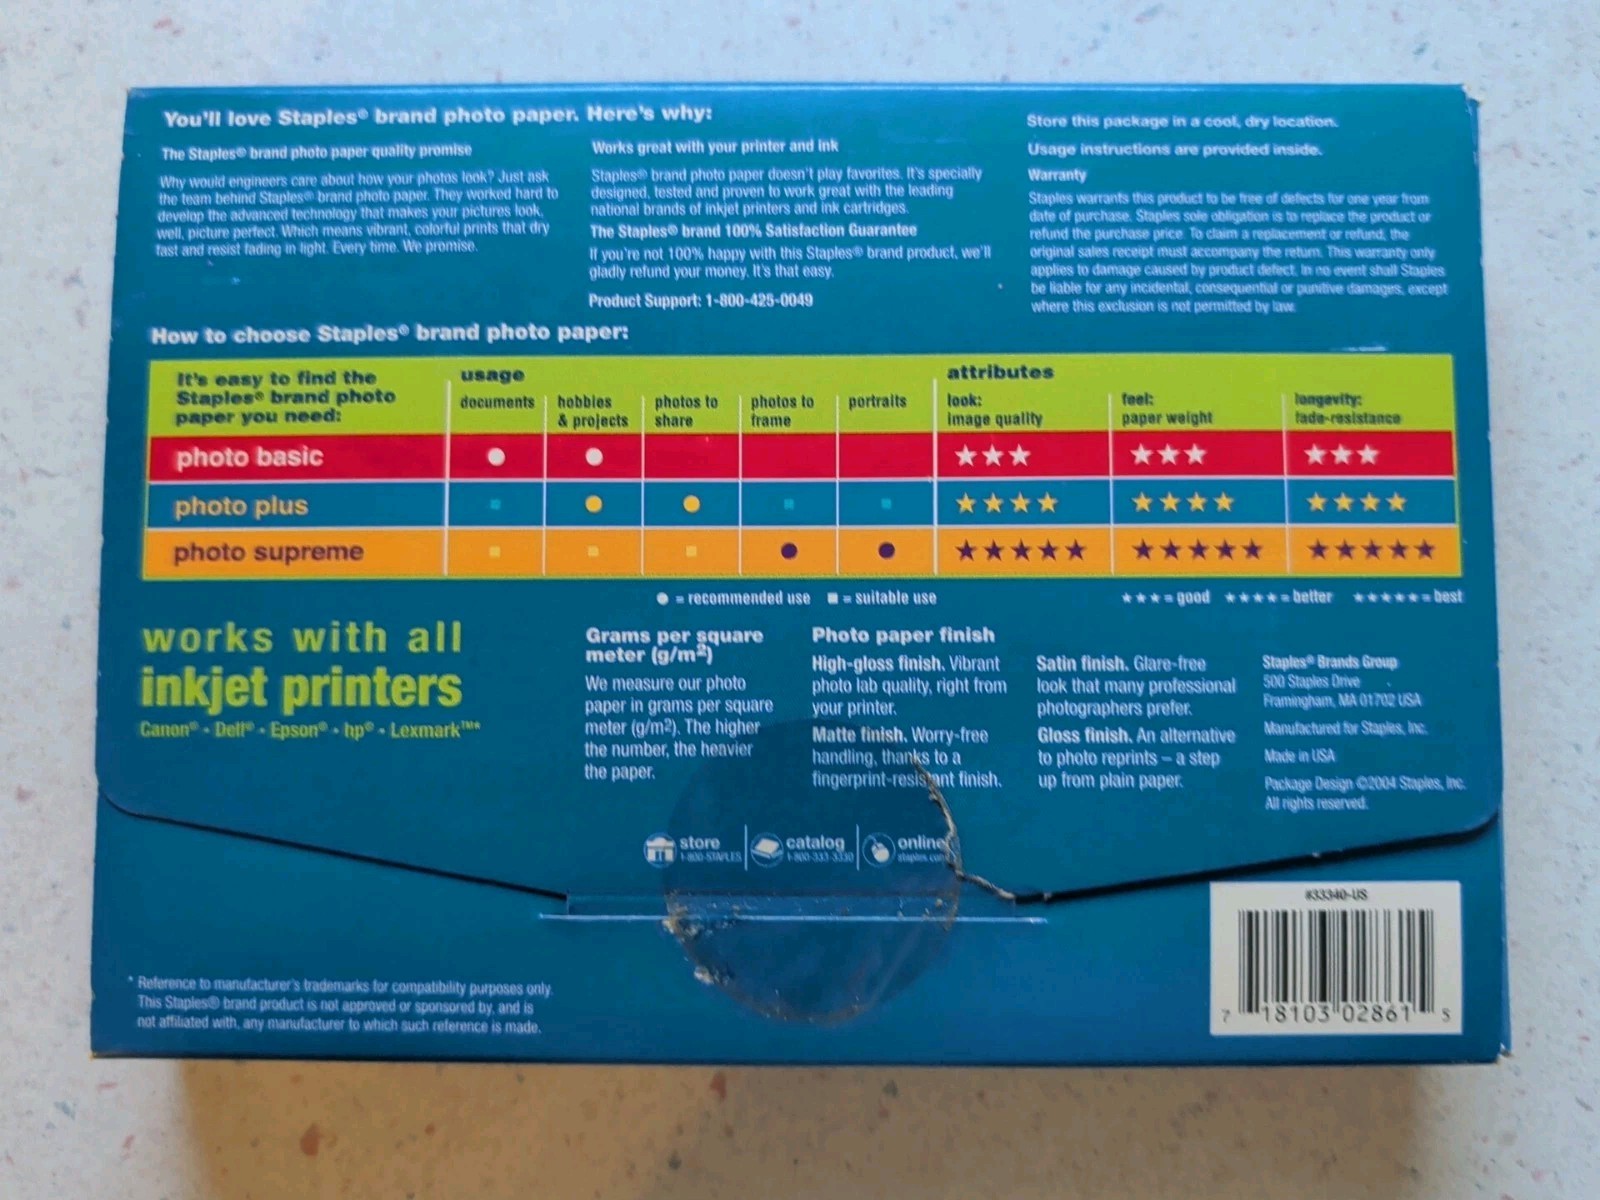 You'll love Staples® brand photo paper. Here's why:
The Staples® brand photo paper quality promise
Why would engineers care about how your photos look? Just ask
the team behind Staples® brand photo paper. They worked hard to
develop the advanced technology that makes your pictures look,
well, picture perfect. Which means vibrant, colorful prints that dry
fast and resist fading in light. Every time. We promise.
Works great with your printer and ink
Staples® brand photo paper doesn't play favorites. It's specially
designed, tested and proven to work great with the leading
national brands of inkjet printers and ink cartridges.
The Staples® brand 100% Satisfaction Guarantee
If you're not 100% happy with this Staples® brand product, we'll
gladly refund your money. It's that easy.
Product Support: 1-800-425-0049
Store this package in a cool, dry location.
Usage instructions are provided inside.
Warranty
Staples warrants this product to be free of defects for one year from
date of purchase. Staples sole obligation is to replace the product or
refund the purchase price. To claim a replacement or refund, the
original sales receipt must accompany the return. This warranty only
applies to damage caused by product defect. In no event shall Staples
be liable for any incidental, consequential or punitive damages, except
where this exclusion is not permitted by law.
How to choose Staples® brand photo paper:
It's easy to find the
Staples® brand photo
paper you need:
usage
documents
hobbies
& projects
photos to
share
photos to
frame
portraits
attributes
look:
image quality
feel:
paper weight
longevity:
fade-resistance
photo basic ● ● ★★★ ★★★ ★★★
photo plus ▪ ● ● ▪ ▪ ★★★★ ★★★★ ★★★★
photo supreme ▪ ▪ ▪ ● ● ★★★★★ ★★★★★ ★★★★★
● = recommended use ■ = suitable use
★★★ = good ★★★★ = better ★★★★★ = best
works with all
inkjet printers
Canon® • Dell® • Epson® • hp® • Lexmark™*
Grams per square
meter (g/m²)
We measure our photo
paper in grams per square
meter (g/m²). The higher
the number, the heavier
the paper.
Photo paper finish
High-gloss finish. Vibrant
photo lab quality, right from
your printer.
Matte finish. Worry-free
handling, thanks to a
fingerprint-resistant finish.
Satin finish. Glare-free
look that many professional
photographers prefer.
Gloss finish. An alternative
to photo reprints – a step
up from plain paper.
Staples® Brands Group
500 Staples Drive
Framingham, MA 01702 USA
Manufactured for Staples, Inc.
Made in USA
Package Design ©2004 Staples, Inc.
All rights reserved.
store
1-800-STAPLES
catalog
1-800-333-3330
online
staples.com
* Reference to manufacturer's trademarks for compatibility purposes only.
This Staples® brand product is not approved or sponsored by, and is
not affiliated with, any manufacturer to which such reference is made.
#33340-US
7 18103 02861 5